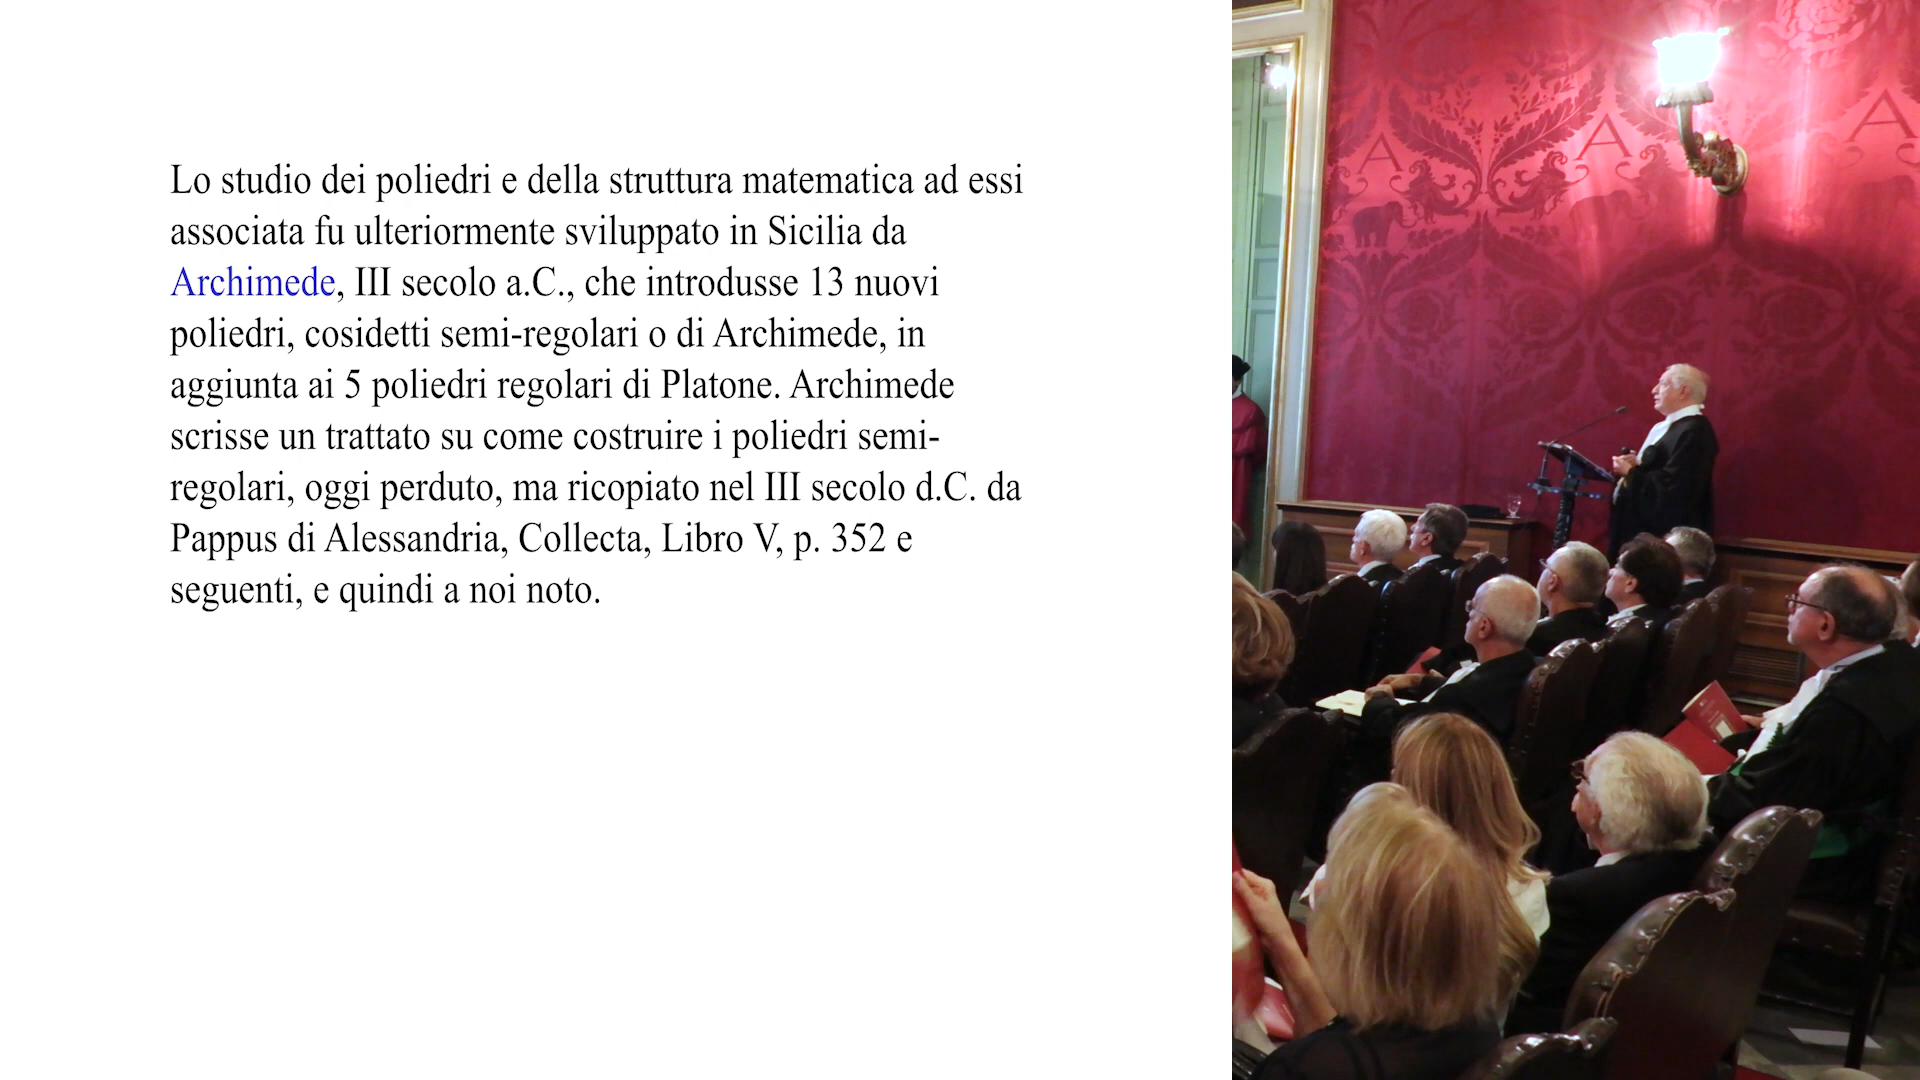 Lo studio dei poliedri e della struttura matematica ad essi
associata fu ulteriormente sviluppato in Sicilia da
Archimede, III secolo a.C., che introdusse 13 nuovi
poliedri, cosidetti semi-regolari o di Archimede, in
aggiunta ai 5 poliedri regolari di Platone. Archimede
scrisse un trattato su come costruire i poliedri semi-
regolari, oggi perduto, ma ricopiato nel III secolo d.C. da
Pappus di Alessandria, Collecta, Libro V, p. 352 e
seguenti, e quindi a noi noto.
A A A